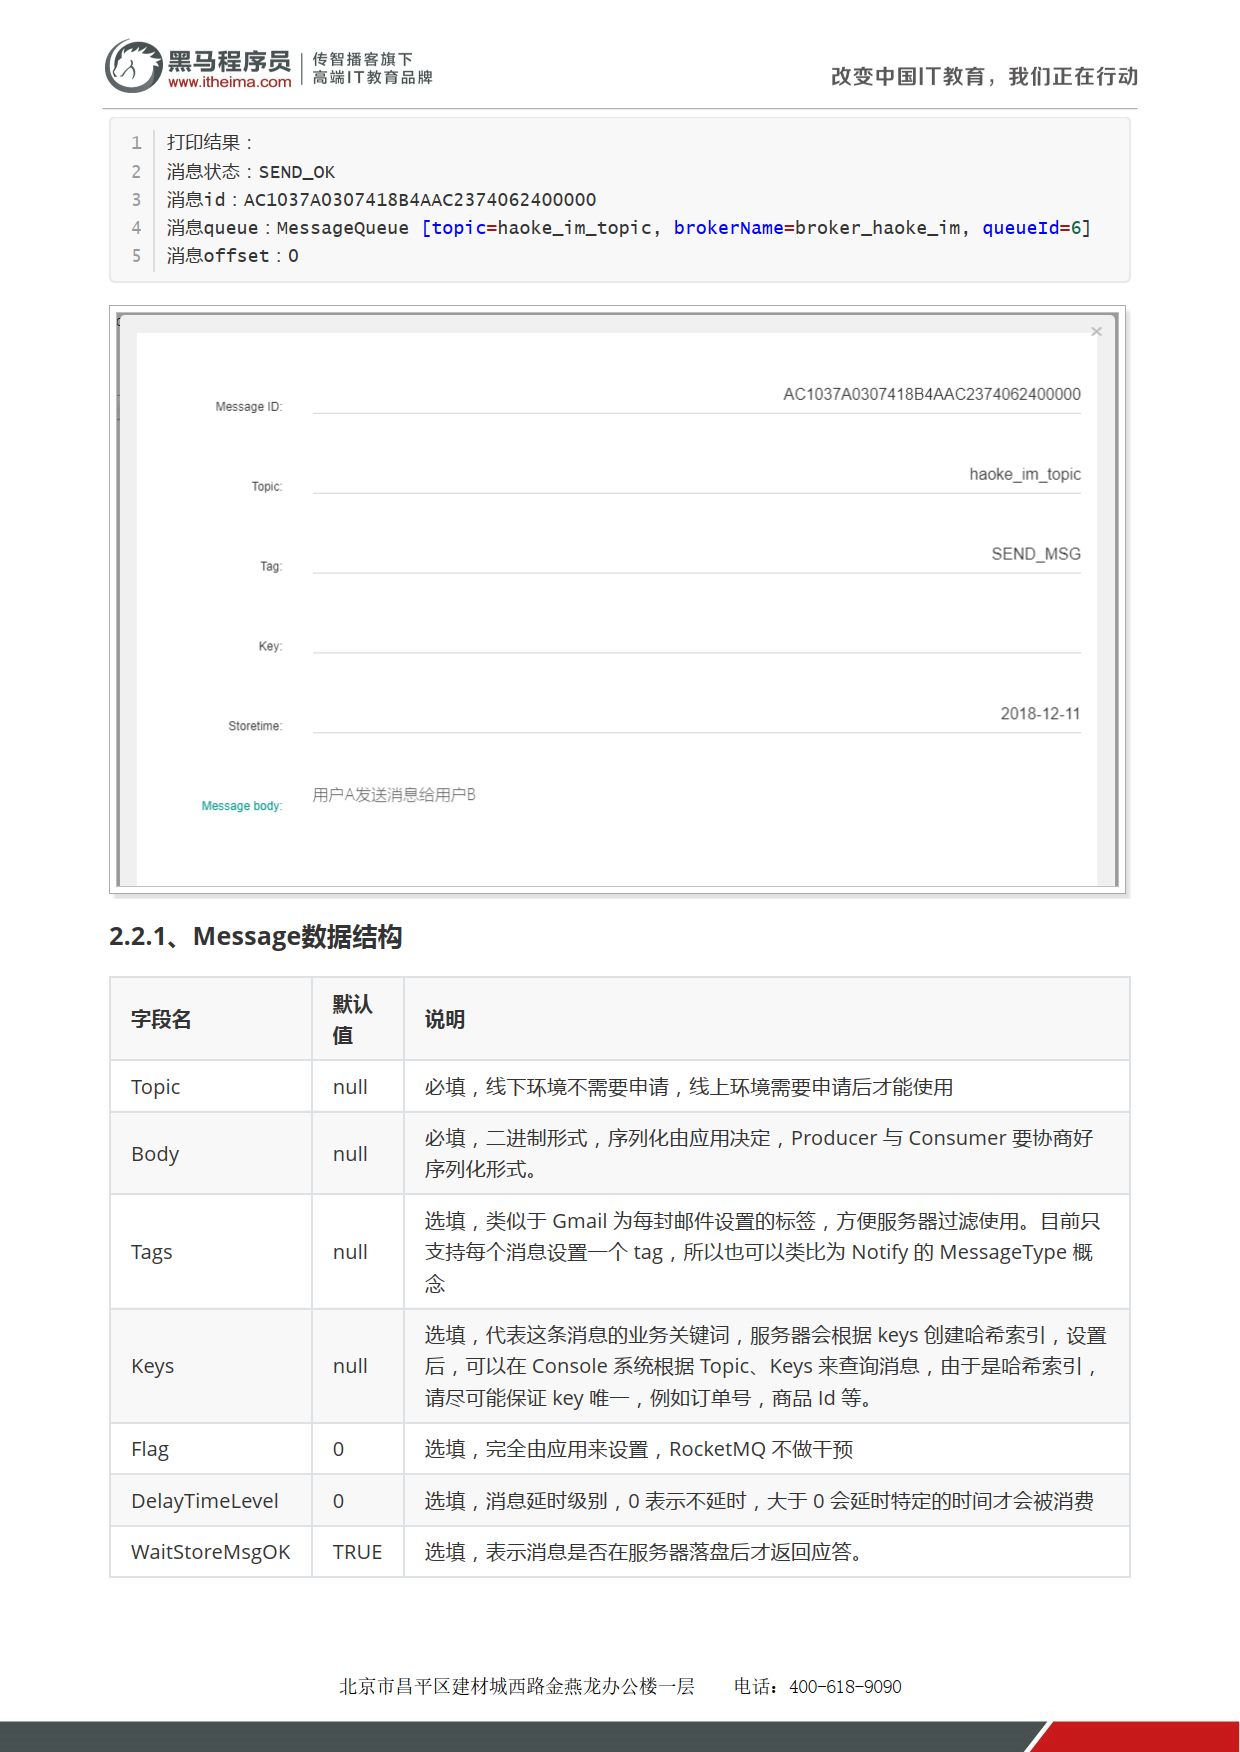 黑马程序员
www.itheima.com
传智播客旗下
高端IT教育品牌
改变中国IT教育，我们正在行动
1 打印结果：
2 消息状态：SEND_OK
3 消息id：AC1037A0307418B4AAC2374062400000
4 消息queue：MessageQueue [topic=haoke_im_topic, brokerName=broker_haoke_im, queueId=6]
5 消息offset：0
×
Message ID: AC1037A0307418B4AAC2374062400000
Topic: haoke_im_topic
Tag: SEND_MSG
Key:
Storetime: 2018-12-11
Message body: 用户A发送消息给用户B
2.2.1、Message数据结构
字段名 默认值 说明
Topic null 必填，线下环境不需要申请，线上环境需要申请后才能使用
Body null 必填，二进制形式，序列化由应用决定，Producer 与 Consumer 要协商好
序列化形式。
Tags null 选填，类似于 Gmail 为每封邮件设置的标签，方便服务器过滤使用。目前只
支持每个消息设置一个 tag，所以也可以类比为 Notify 的 MessageType 概
念
Keys null 选填，代表这条消息的业务关键词，服务器会根据 keys 创建哈希索引，设置
后，可以在 Console 系统根据 Topic、Keys 来查询消息，由于是哈希索引，
请尽可能保证 key 唯一，例如订单号，商品 Id 等。
Flag 0 选填，完全由应用来设置，RocketMQ 不做干预
DelayTimeLevel 0 选填，消息延时级别，0 表示不延时，大于 0 会延时特定的时间才会被消费
WaitStoreMsgOK TRUE 选填，表示消息是否在服务器落盘后才返回应答。
北京市昌平区建材城西路金燕龙办公楼一层 电话：400-618-9090